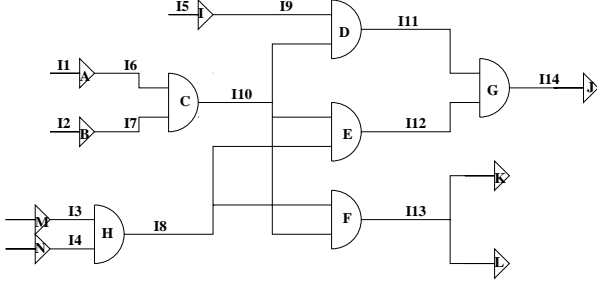 I5 I I9
D I11
I1 A I6
G I14 J
C I10
I2 B I7
E I12
K
M I3
H I8
F I13
N I4
L